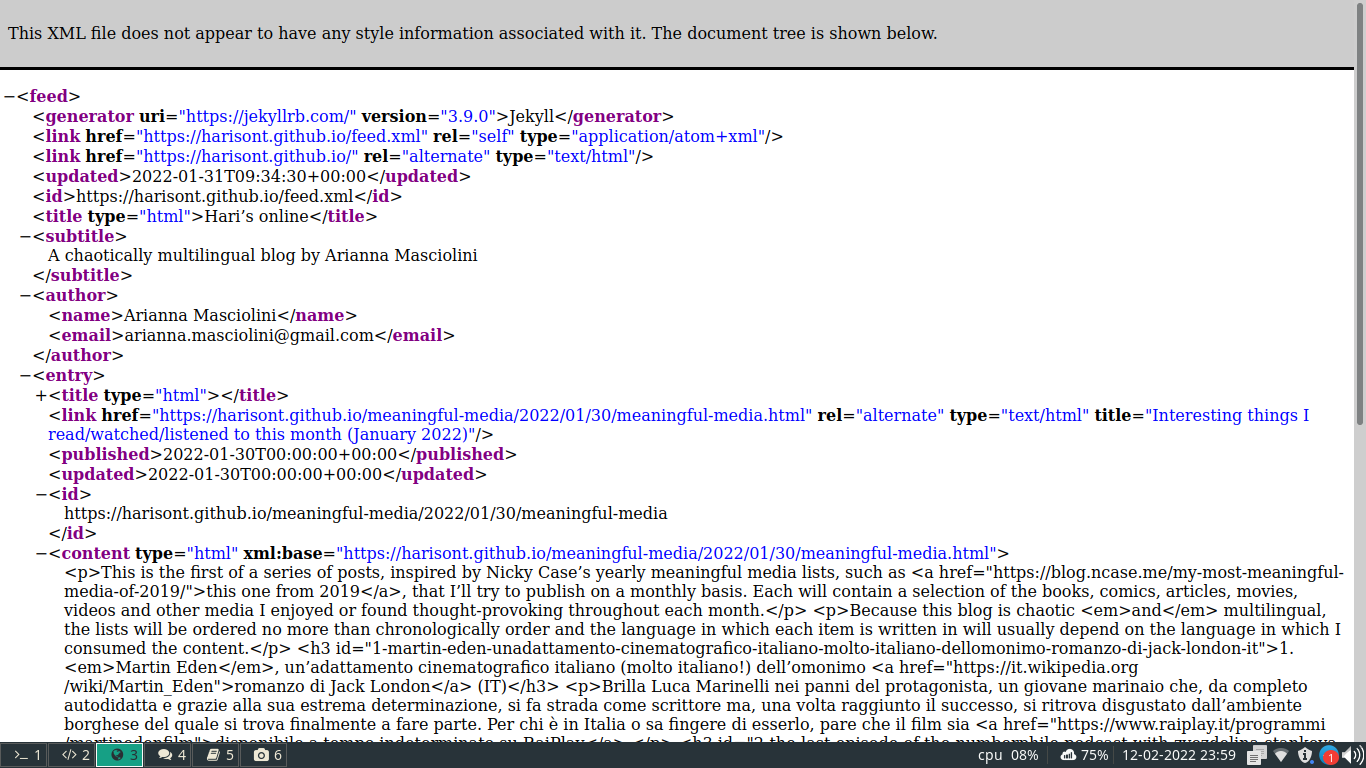 This XML file does not appear to have any style information associated with it. The document tree is shown below.
−<feed>
<generator uri="https://jekyllrb.com/" version="3.9.0">Jekyll</generator>
<link href="https://harisont.github.io/feed.xml" rel="self" type="application/atom+xml"/>
<link href="https://harisont.github.io/" rel="alternate" type="text/html"/>
<updated>2022-01-31T09:34:30+00:00</updated>
<id>https://harisont.github.io/feed.xml</id>
<title type="html">Hari’s online</title>
−<subtitle>
A chaotically multilingual blog by Arianna Masciolini
</subtitle>
−<author>
<name>Arianna Masciolini</name>
<email>arianna.masciolini@gmail.com</email>
</author>
−<entry>
+<title type="html"></title>
<link href="https://harisont.github.io/meaningful-media/2022/01/30/meaningful-media.html" rel="alternate" type="text/html" title="Interesting things I
read/watched/listened to this month (January 2022)"/>
<published>2022-01-30T00:00:00+00:00</published>
<updated>2022-01-30T00:00:00+00:00</updated>
−<id>
https://harisont.github.io/meaningful-media/2022/01/30/meaningful-media
</id>
−<content type="html" xml:base="https://harisont.github.io/meaningful-media/2022/01/30/meaningful-media.html">
<p>This is the first of a series of posts, inspired by Nicky Case’s yearly meaningful media lists, such as <a href="https://blog.ncase.me/my-most-meaningful-
media-of-2019/">this one from 2019</a>, that I’ll try to publish on a monthly basis. Each will contain a selection of the books, comics, articles, movies,
videos and other media I enjoyed or found thought-provoking throughout each month.</p> <p>Because this blog is chaotic <em>and</em> multilingual,
the lists will be ordered no more than chronologically order and the language in which each item is written in will usually depend on the language in which I
consumed the content.</p> <h3 id="1-martin-eden-unadattamento-cinematografico-italiano-molto-italiano-dellomonimo-romanzo-di-jack-london-it">1.
<em>Martin Eden</em>, un’adattamento cinematografico italiano (molto italiano!) dell’omonimo <a href="https://it.wikipedia.org
/wiki/Martin_Eden">romanzo di Jack London</a> (IT)</h3> <p>Brilla Luca Marinelli nei panni del protagonista, un giovane marinaio che, da completo
autodidatta e grazie alla sua estrema determinazione, si fa strada come scrittore ma, una volta raggiunto il successo, si ritrova disgustato dall’ambiente
borghese del quale si trova finalmente a fare parte. Per chi è in Italia o sa fingere di esserlo, pare che il film sia <a href="https://www.raiplay.it/programmi
/martinedenfilm">disponibile a tempo indeterminato su RaiPlay</a>.</p> <h3 id="2-the-last-episode-of-the-numberphile-podcast-with-zvezdelina-stankova
>_ 1 </> 2 3 4 5 6 cpu 08% 75% 12-02-2022 23:59 1